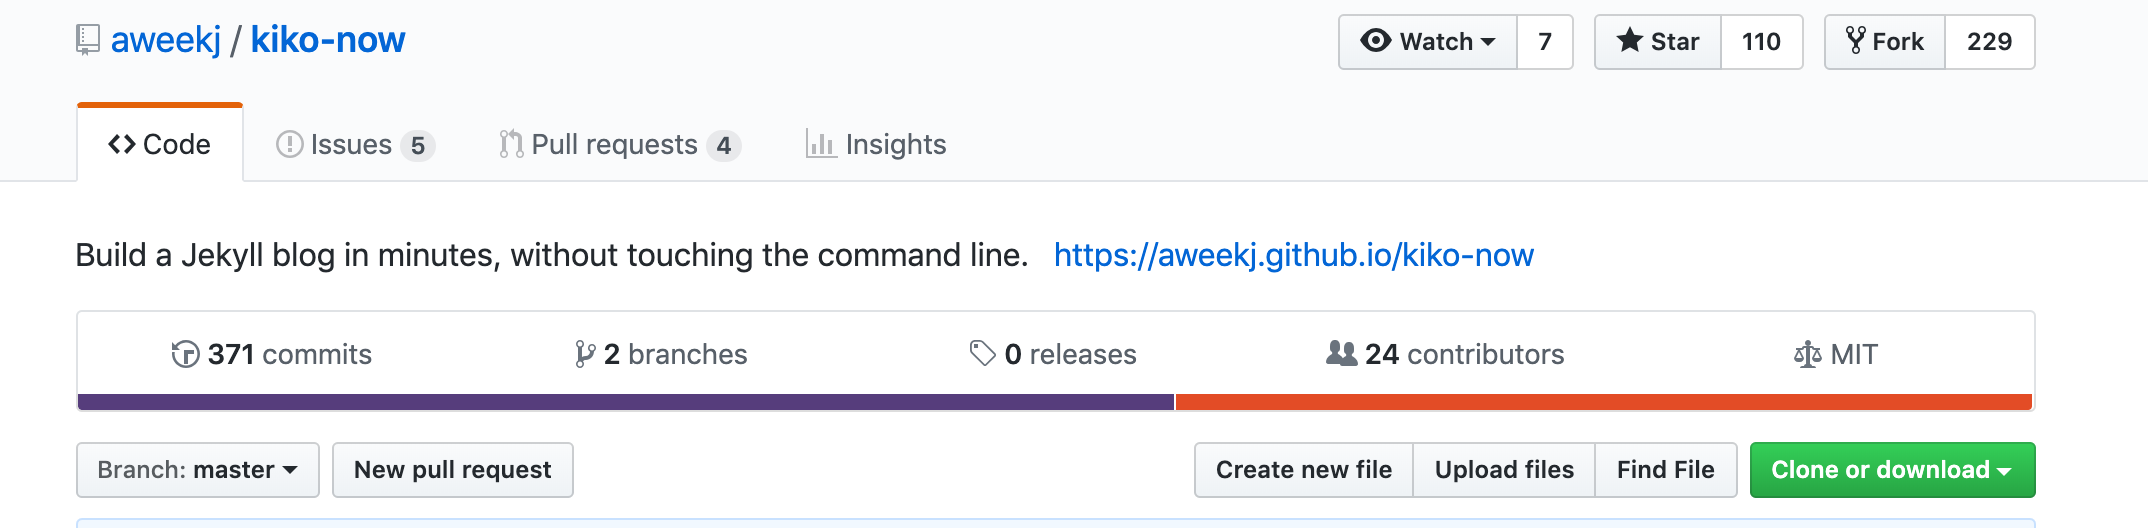 aweekj / kiko-now
Watch 7 Star 110 Fork 229
Code Issues 5 Pull requests 4 Insights
Build a Jekyll blog in minutes, without touching the command line. https://aweekj.github.io/kiko-now
371 commits 2 branches 0 releases 24 contributors MIT
Branch: master New pull request Create new file Upload files Find File Clone or download